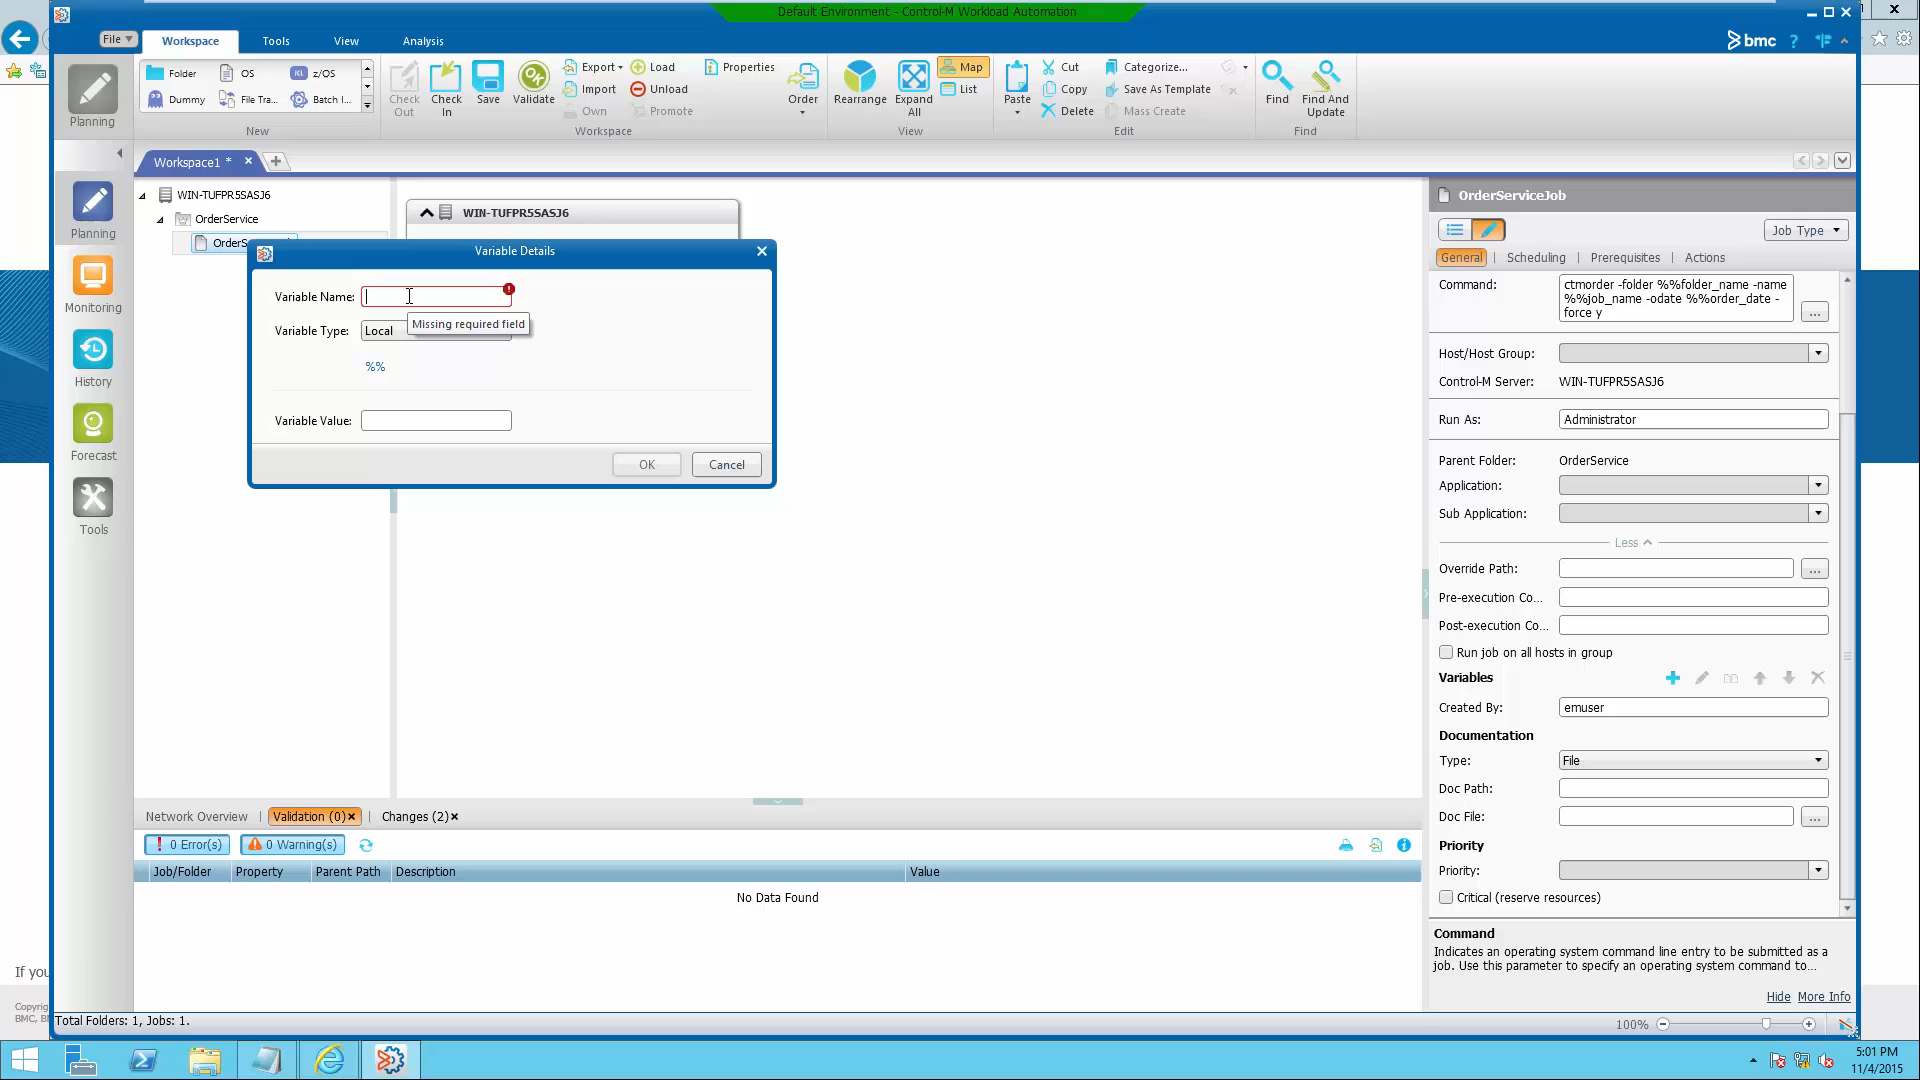 Default Environment - Control-M Workload Automation
File
Workspace
Tools
View
Analysis
bmc
?
Planning
Folder
OS
z/OS
Dummy
File Tra...
Batch I...
New
Check Out
Check In
Save
Validate
Export
Import
Own
Load
Unload
Promote
Properties
Order
Workspace
Rearrange
Expand All
Map
List
View
Paste
Cut
Copy
Delete
Categorize...
Save As Template
Mass Create
Edit
Find
Find And Update
Find
Workspace1 *
Planning
Monitoring
History
Forecast
Tools
WIN-TUFPR5SASJ6
OrderService
OrderS
WIN-TUFPR5SASJ6
Variable Details
Variable Name:
Missing required field
Variable Type:
Local
%%
Variable Value:
OK
Cancel
OrderServiceJob
Job Type
General
Scheduling
Prerequisites
Actions
Command:
ctmorder -folder %%folder_name -name
%%job_name -odate %%order_date -
force y
...
Host/Host Group:
Control-M Server:
WIN-TUFPR5SASJ6
Run As:
Administrator
Parent Folder:
OrderService
Application:
Sub Application:
Less
Override Path:
...
Pre-execution Co...
Post-execution Co...
Run job on all hosts in group
Variables
Created By:
emuser
Documentation
Type:
File
Doc Path:
Doc File:
...
Priority
Priority:
Critical (reserve resources)
Command
Indicates an operating system command line entry to be submitted as a
job. Use this parameter to specify an operating system command to...
Hide
More Info
Network Overview
Validation (0)
Changes (2)
0 Error(s)
0 Warning(s)
Job/Folder
Property
Parent Path
Description
Value
No Data Found
If you
Copyrig
BMC, B
Total Folders: 1, Jobs: 1.
100%
5:01 PM
11/4/2015